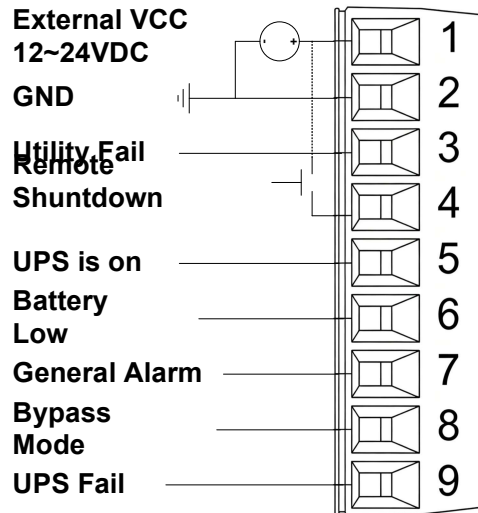 External VCC
12~24VDC
1
GND
2
Utility Fail
3
Remote
Shuntdown
4
UPS is on
5
Battery
Low
6
General Alarm
7
Bypass
Mode
8
UPS Fail
9